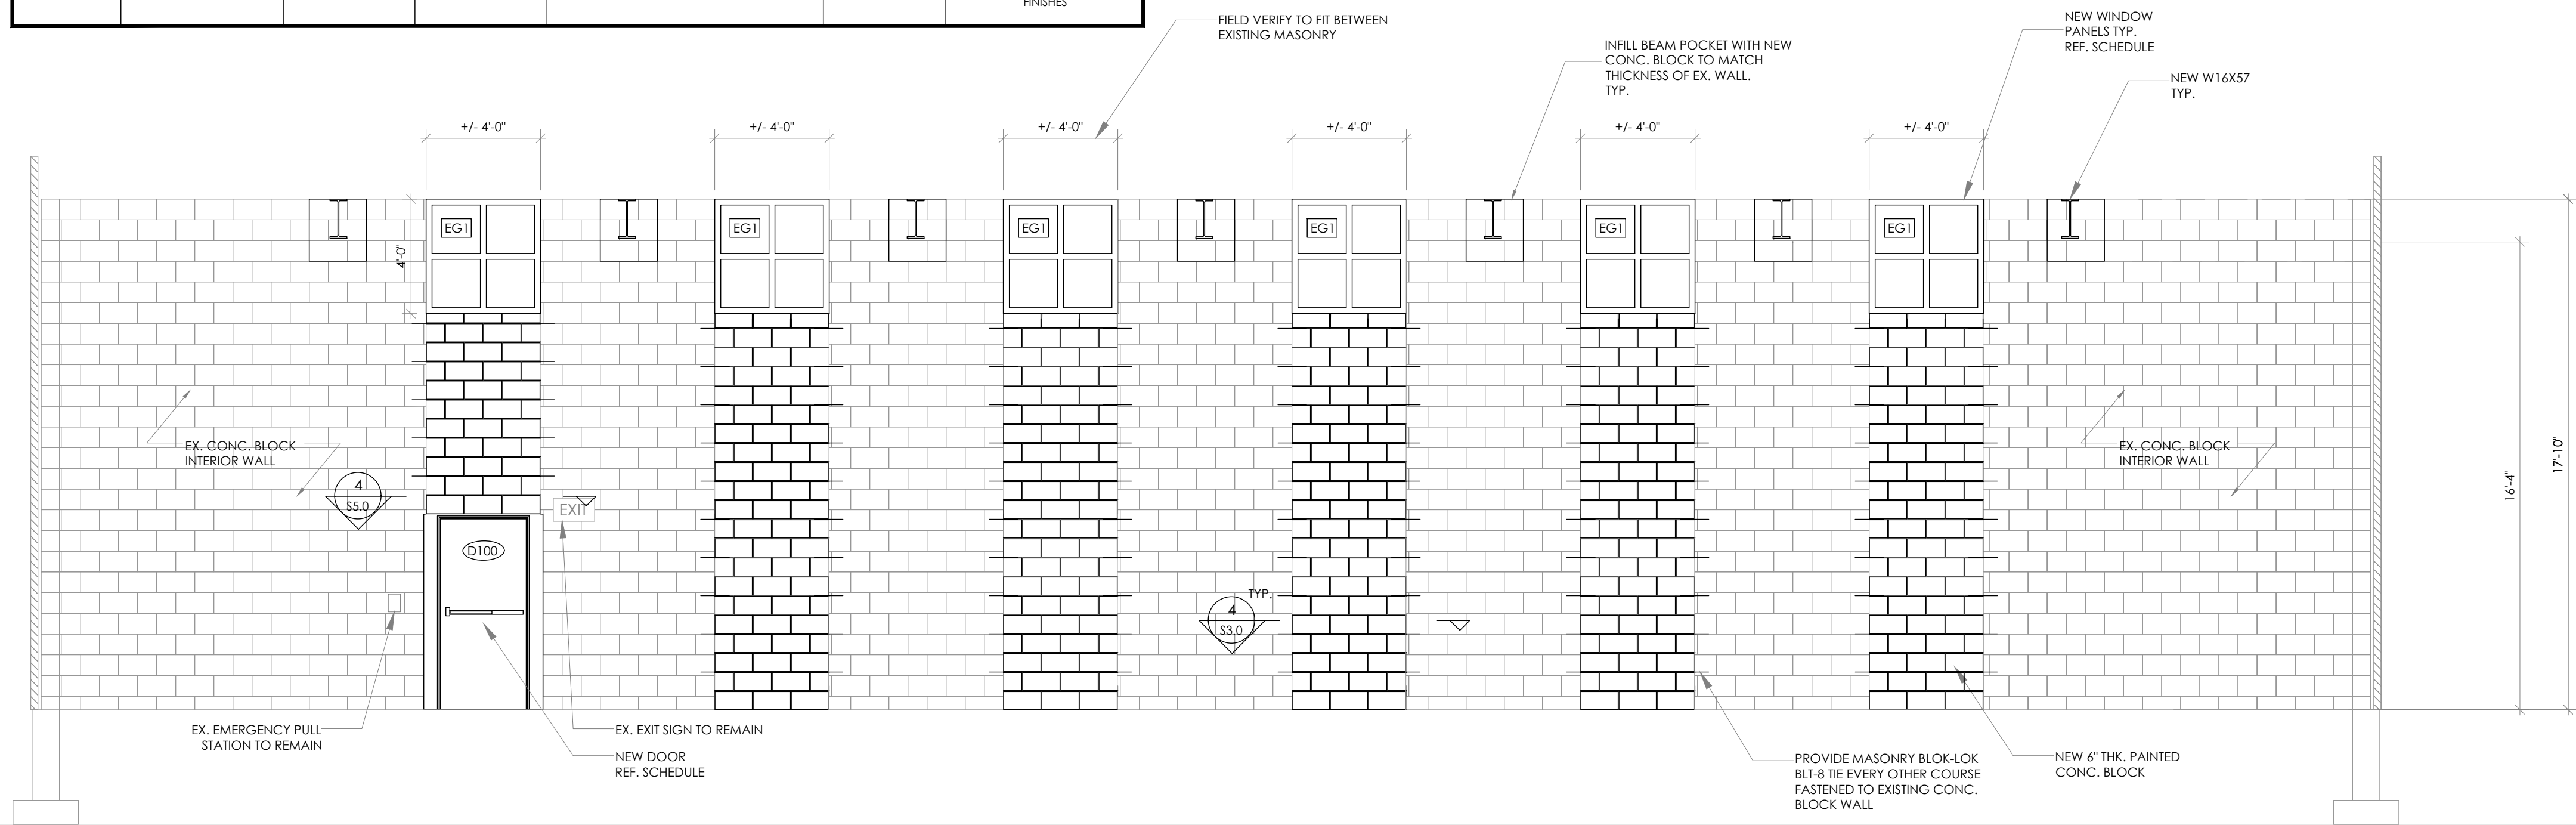 FINISHES
FIELD VERIFY TO FIT BETWEEN
EXISTING MASONRY
INFILL BEAM POCKET WITH NEW
CONC. BLOCK TO MATCH
THICKNESS OF EX. WALL.
TYP.
NEW WINDOW
PANELS TYP.
REF. SCHEDULE
NEW W16X57
TYP.
+/- 4'-0"
+/- 4'-0"
+/- 4'-0"
+/- 4'-0"
+/- 4'-0"
+/- 4'-0"
4'-0"
EG1
EG1
EG1
EG1
EG1
EG1
EX. CONC. BLOCK
INTERIOR WALL
EX. CONC. BLOCK
INTERIOR WALL
17'-10"
16'-4"
4
S5.0
EXIT
D100
TYP.
4
S3.0
EX. EMERGENCY PULL
STATION TO REMAIN
EX. EXIT SIGN TO REMAIN
NEW DOOR
REF. SCHEDULE
PROVIDE MASONRY BLOK-LOK
BLT-8 TIE EVERY OTHER COURSE
FASTENED TO EXISTING CONC.
BLOCK WALL
NEW 6" THK. PAINTED
CONC. BLOCK